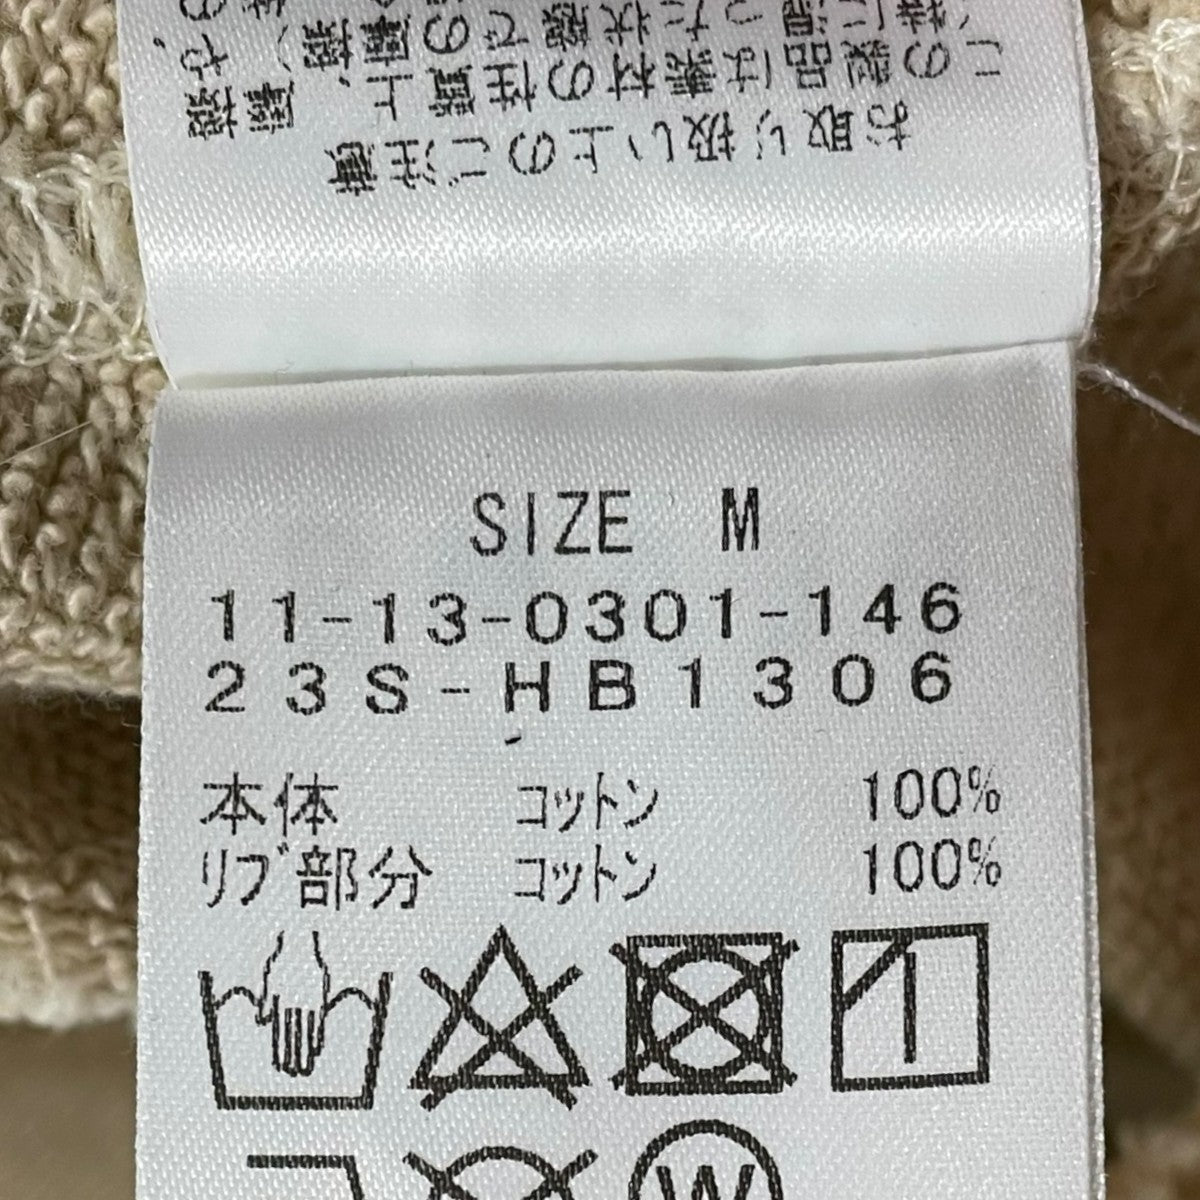 お取り扱い上のご注意
この製品は素材の性質上、摩擦
SIZE M
11-13-0301-146
23S-HB1306
本体 コットン 100%
リブ部分 コットン 100%
W